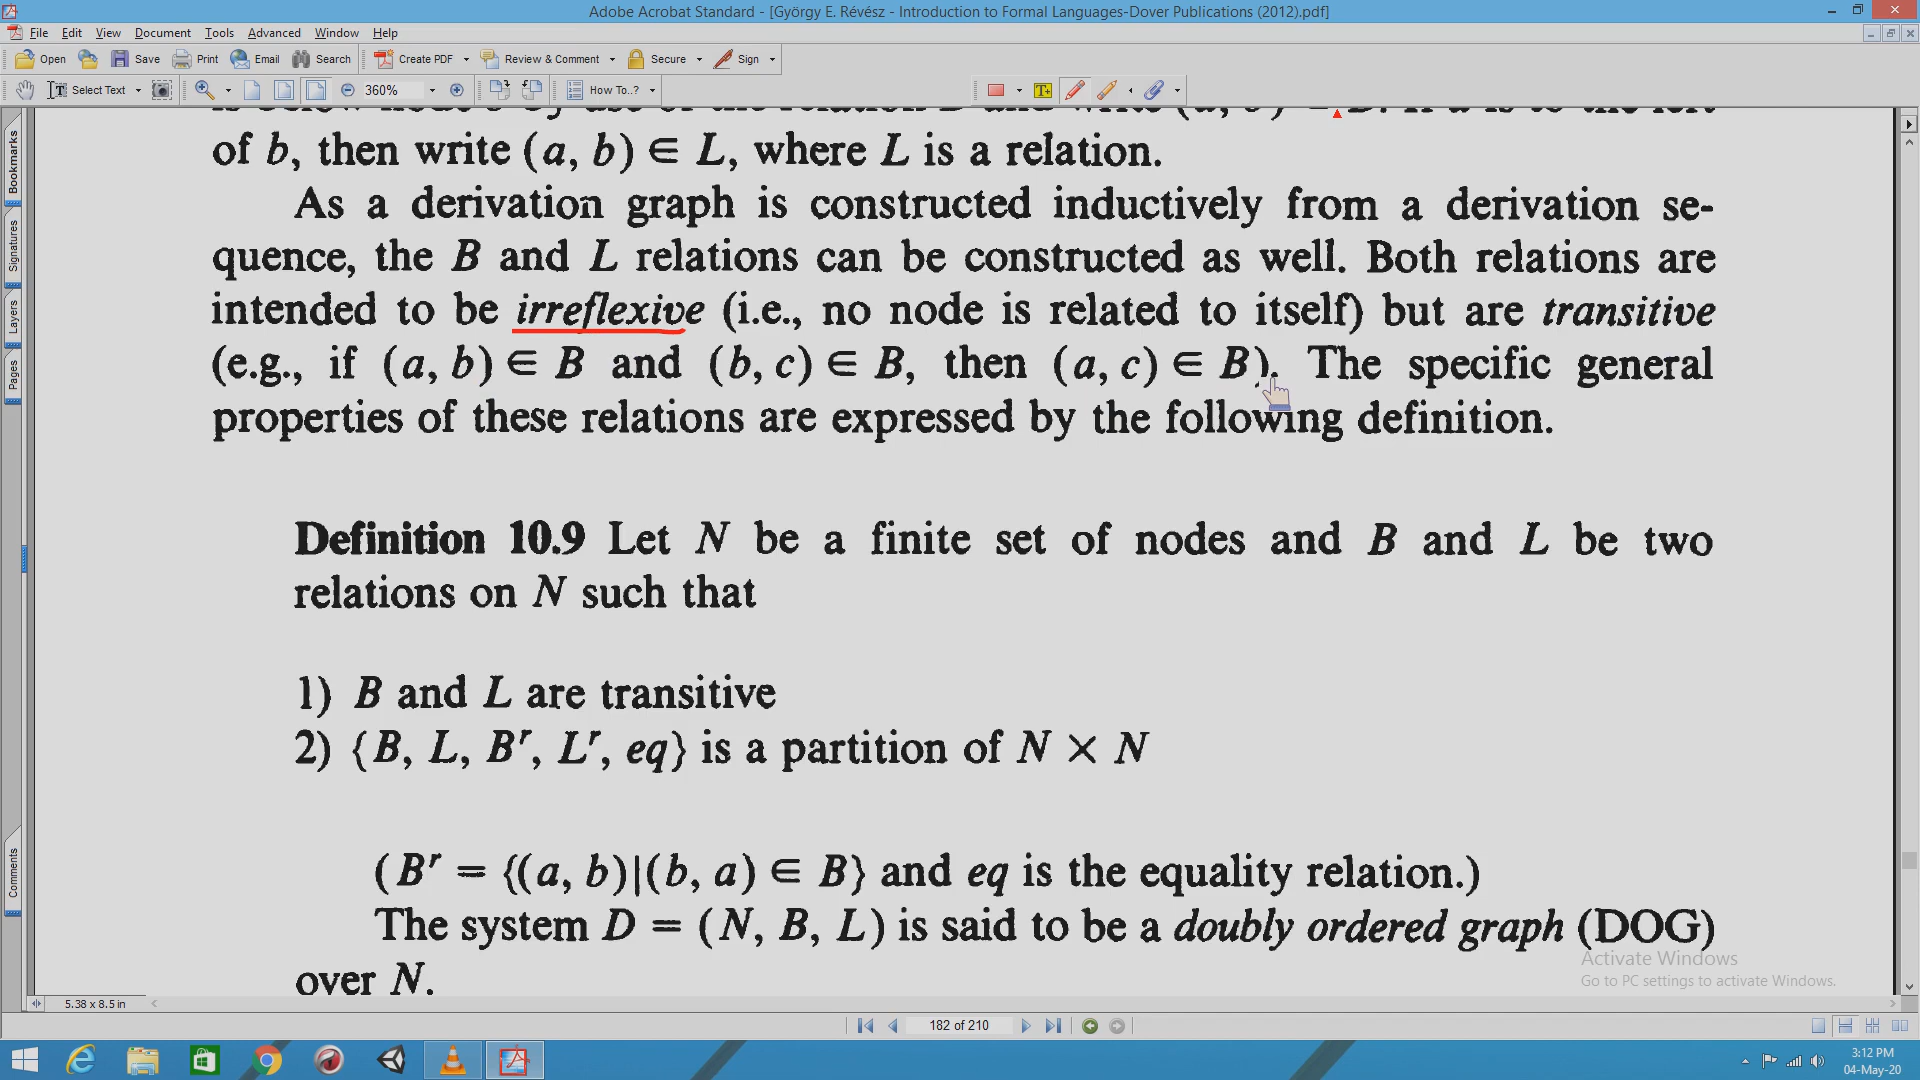 Adobe Acrobat Standard - [György E. Révész - Introduction to Formal Languages-Dover Publications (2012).pdf]
File Edit View Document Tools Advanced Window Help
Open Save Print Email Search Create PDF Review & Comment Secure Sign
Select Text 360% How To..?
Bookmarks
Signatures
Layers
Pages
Comments
of b, then write (a, b) ∈ L, where L is a relation.
As a derivation graph is constructed inductively from a derivation se-
quence, the B and L relations can be constructed as well. Both relations are
intended to be irreflexive (i.e., no node is related to itself) but are transitive
(e.g., if (a, b) ∈ B and (b, c) ∈ B, then (a, c) ∈ B). The specific general
properties of these relations are expressed by the following definition.
Definition 10.9 Let N be a finite set of nodes and B and L be two
relations on N such that
1) B and L are transitive
2) {B, L, Bʳ, Lʳ, eq} is a partition of N × N
(Bʳ = {(a, b)|(b, a) ∈ B} and eq is the equality relation.)
The system D = (N, B, L) is said to be a doubly ordered graph (DOG)
over N.
Activate Windows
Go to PC settings to activate Windows.
5.38 x 8.5 in
182 of 210
3:12 PM
04-May-20